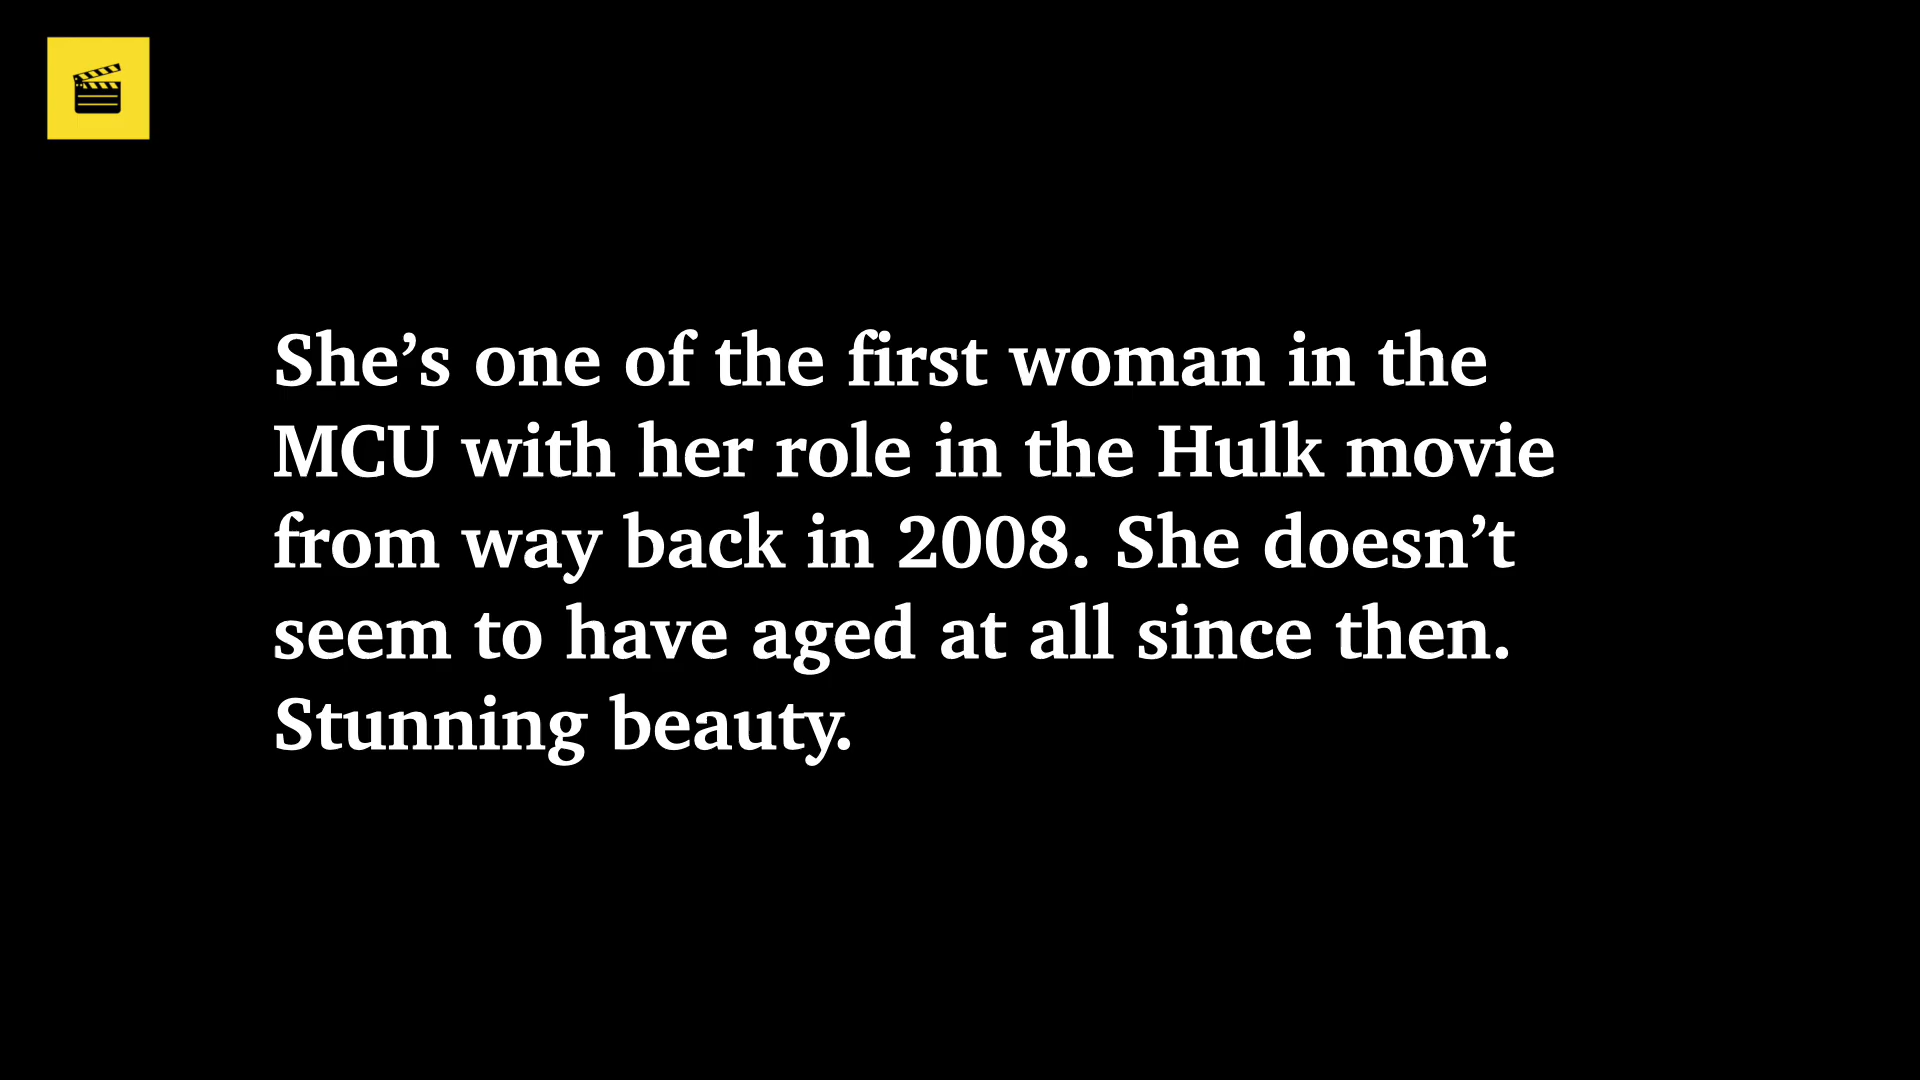 She’s one of the first woman in the
MCU with her role in the Hulk movie
from way back in 2008. She doesn’t
seem to have aged at all since then.
Stunning beauty.